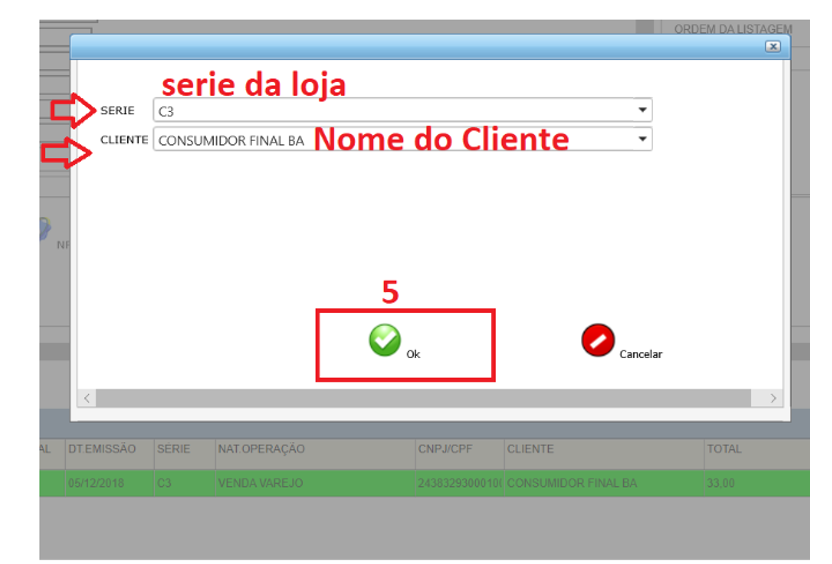 ORDEM DA LISTAGEM
serie da loja
SERIE C3
CLIENTE CONSUMIDOR FINAL BA Nome do Cliente
NF
5
Ok Cancelar
AL DT.EMISSÃO SERIE NAT.OPERAÇÃO CNPJ/CPF CLIENTE TOTAL
05/12/2018 C3 VENDA VAREJO CONSUMIDOR FINAL BA 33,00